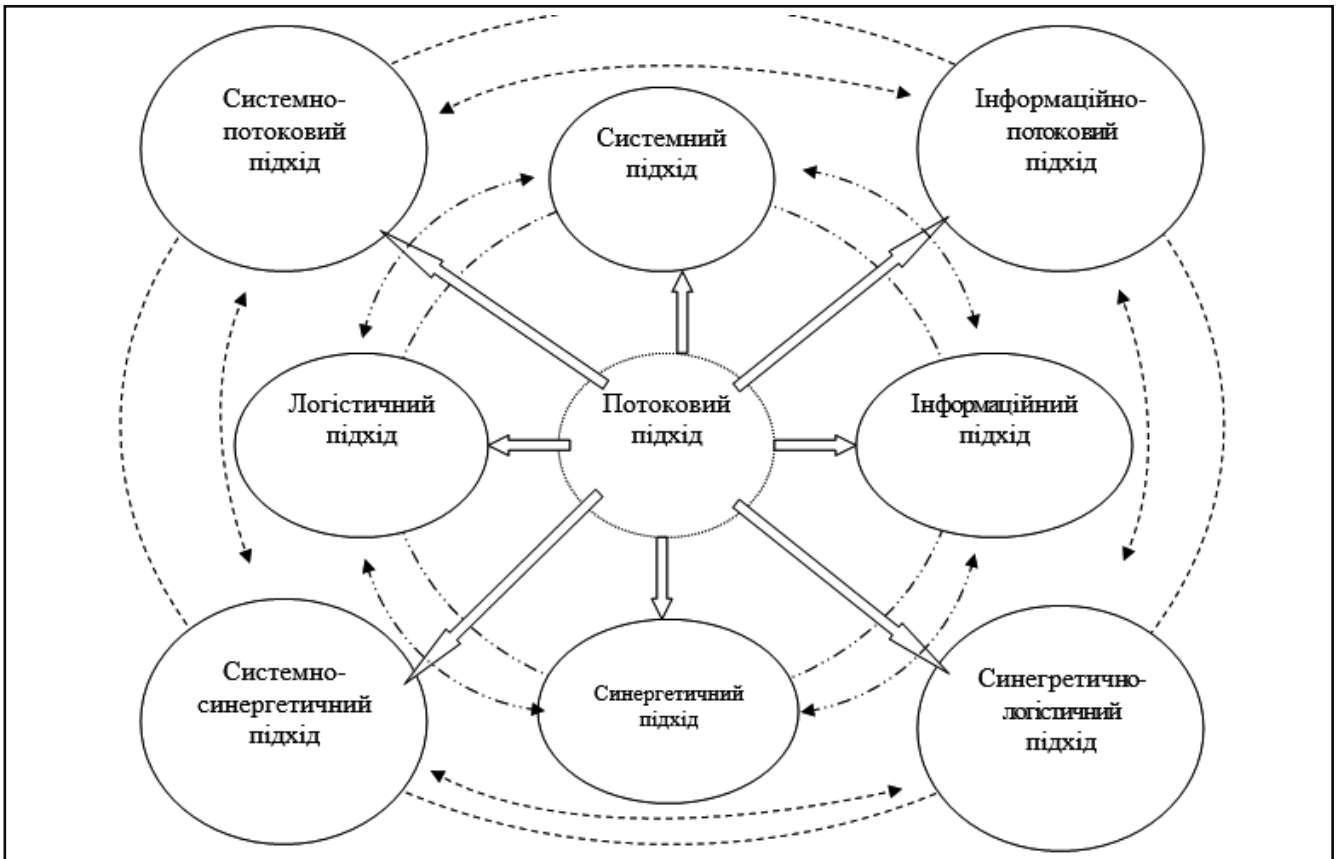 Системно-
потоковий
підхід
Інформаційно-
потоковий
підхід
Системний
підхід
Логістичний
підхід
Потоковий
підхід
Інформаційний
підхід
Системно-
синергетичний
підхід
Синергетичний
підхід
Синегретично-
логістичний
підхід